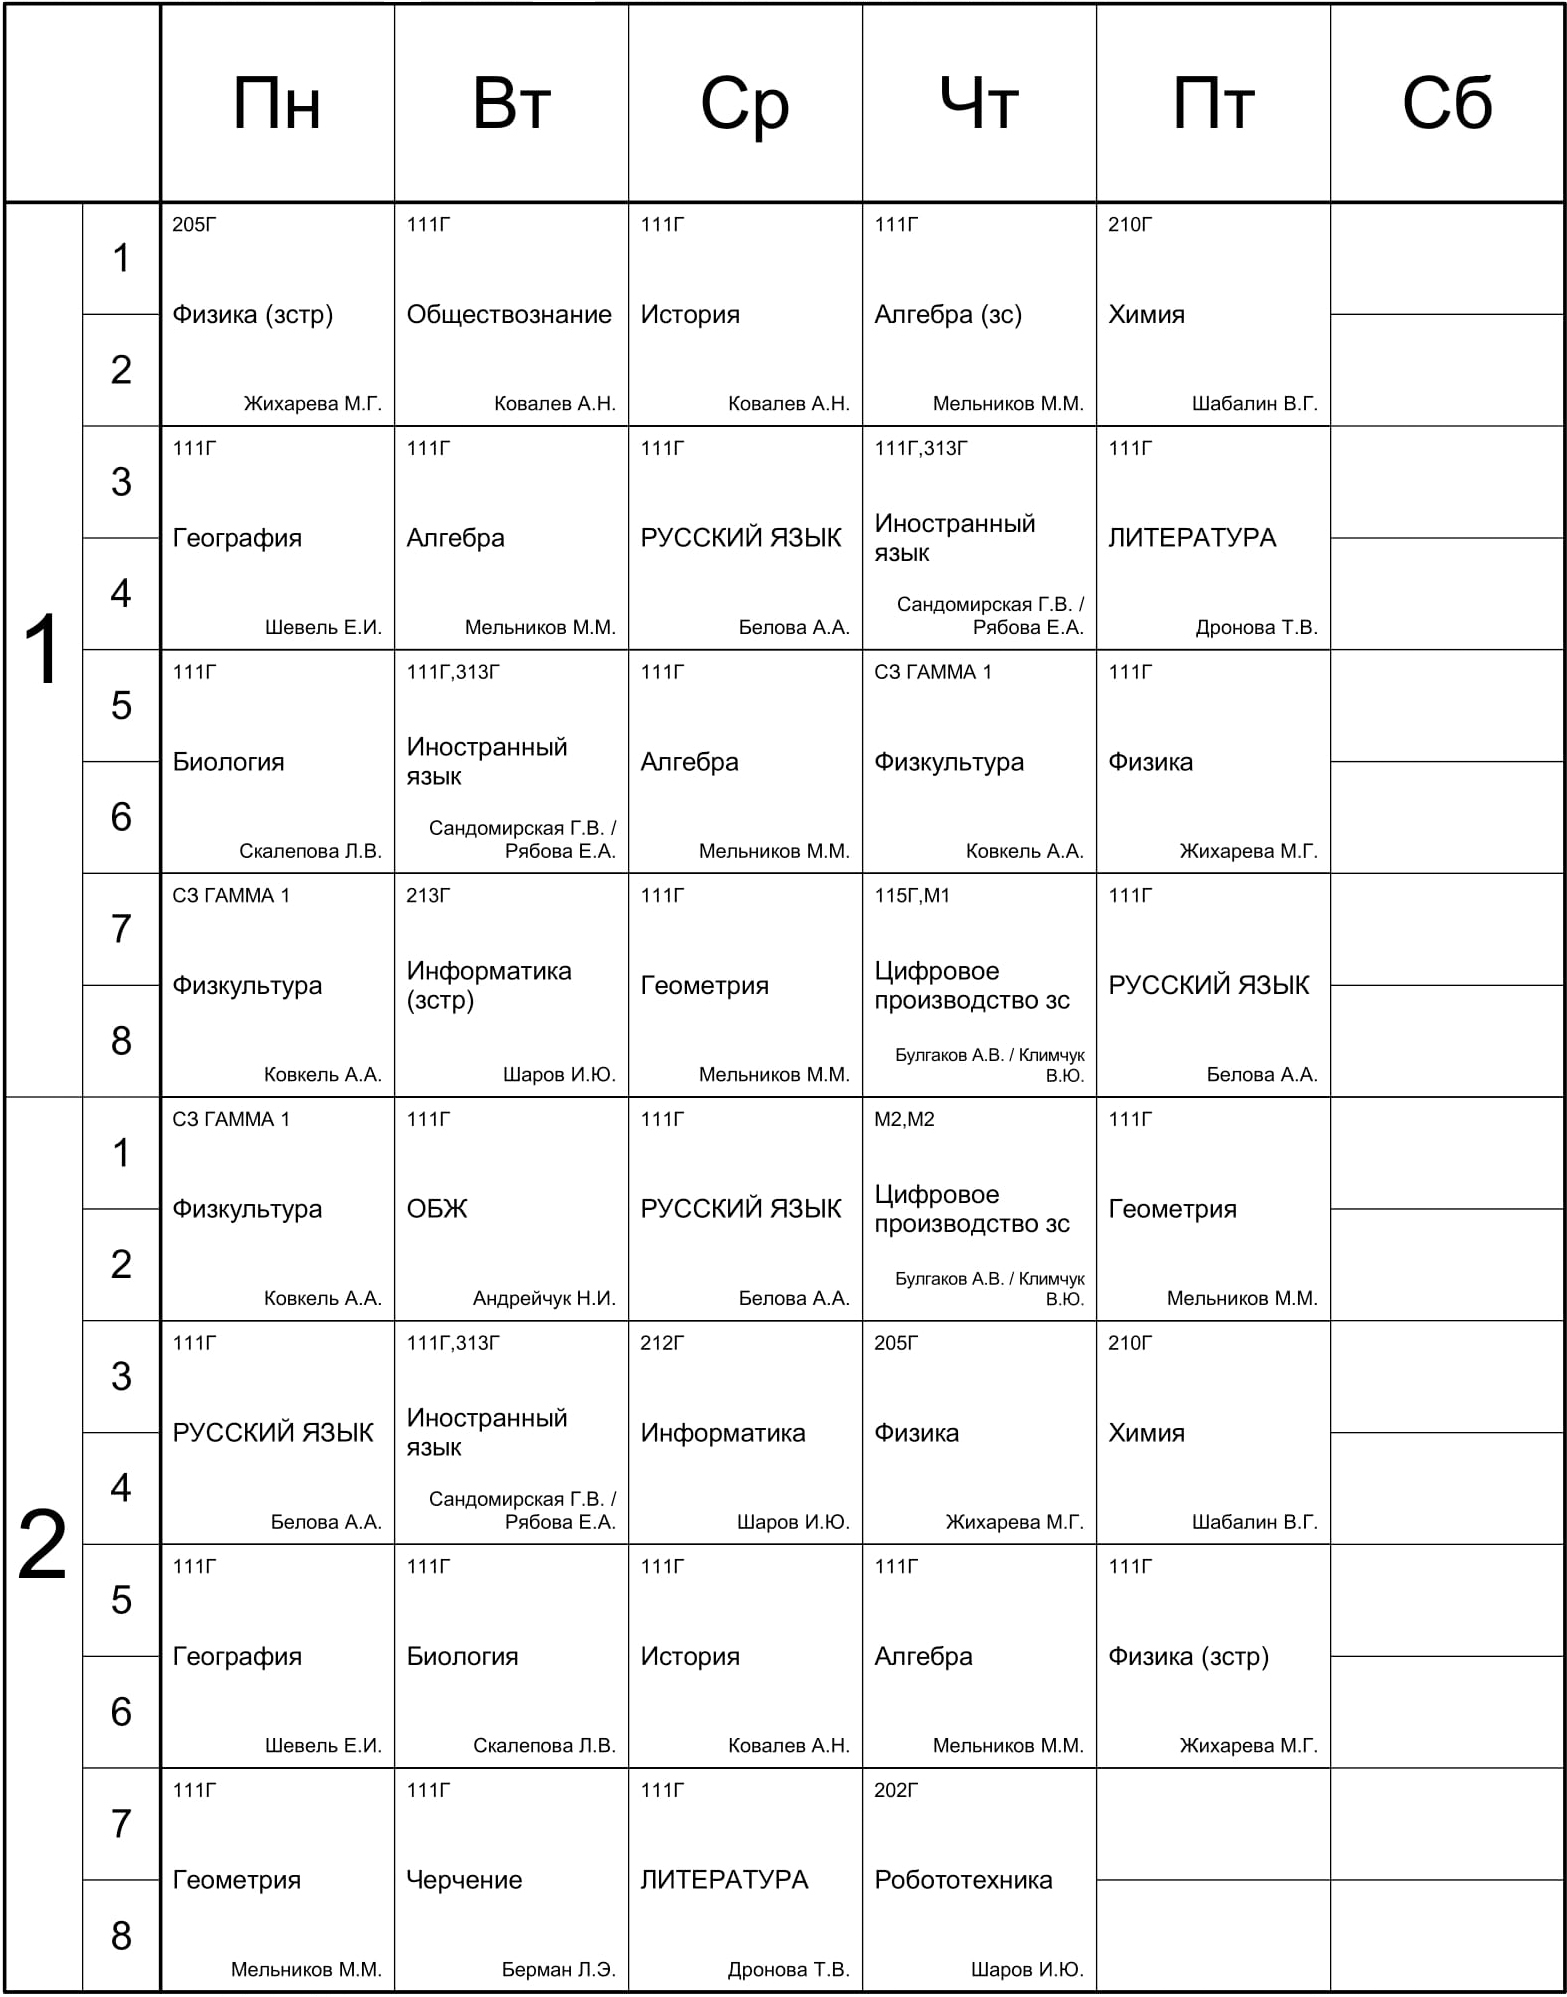 Пн Вт Ср Чт Пт Сб
1
1
2
205Г
Физика (зстр)
Жихарева М.Г.
111Г
Обществознание
Ковалев А.Н.
111Г
История
Ковалев А.Н.
111Г
Алгебра (зс)
Мельников М.М.
210Г
Химия
Шабалин В.Г.
3
4
111Г
География
Шевель Е.И.
111Г
Алгебра
Мельников М.М.
111Г
РУССКИЙ ЯЗЫК
Белова А.А.
111Г,313Г
Иностранный
язык
Сандомирская Г.В. /
Рябова Е.А.
111Г
ЛИТЕРАТУРА
Дронова Т.В.
5
6
111Г
Биология
Скалепова Л.В.
111Г,313Г
Иностранный
язык
Сандомирская Г.В. /
Рябова Е.А.
111Г
Алгебра
Мельников М.М.
СЗ ГАММА 1
Физкультура
Ковкель А.А.
111Г
Физика
Жихарева М.Г.
7
8
СЗ ГАММА 1
Физкультура
Ковкель А.А.
213Г
Информатика
(зстр)
Шаров И.Ю.
111Г
Геометрия
Мельников М.М.
115Г,М1
Цифровое
производство зс
Булгаков А.В. / Климчук
В.Ю.
111Г
РУССКИЙ ЯЗЫК
Белова А.А.
2
1
2
СЗ ГАММА 1
Физкультура
Ковкель А.А.
111Г
ОБЖ
Андрейчук Н.И.
111Г
РУССКИЙ ЯЗЫК
Белова А.А.
М2,М2
Цифровое
производство зс
Булгаков А.В. / Климчук
В.Ю.
111Г
Геометрия
Мельников М.М.
3
4
111Г
РУССКИЙ ЯЗЫК
Белова А.А.
111Г,313Г
Иностранный
язык
Сандомирская Г.В. /
Рябова Е.А.
212Г
Информатика
Шаров И.Ю.
205Г
Физика
Жихарева М.Г.
210Г
Химия
Шабалин В.Г.
5
6
111Г
География
Шевель Е.И.
111Г
Биология
Скалепова Л.В.
111Г
История
Ковалев А.Н.
111Г
Алгебра
Мельников М.М.
111Г
Физика (зстр)
Жихарева М.Г.
7
8
111Г
Геометрия
Мельников М.М.
111Г
Черчение
Берман Л.Э.
111Г
ЛИТЕРАТУРА
Дронова Т.В.
202Г
Робототехника
Шаров И.Ю.